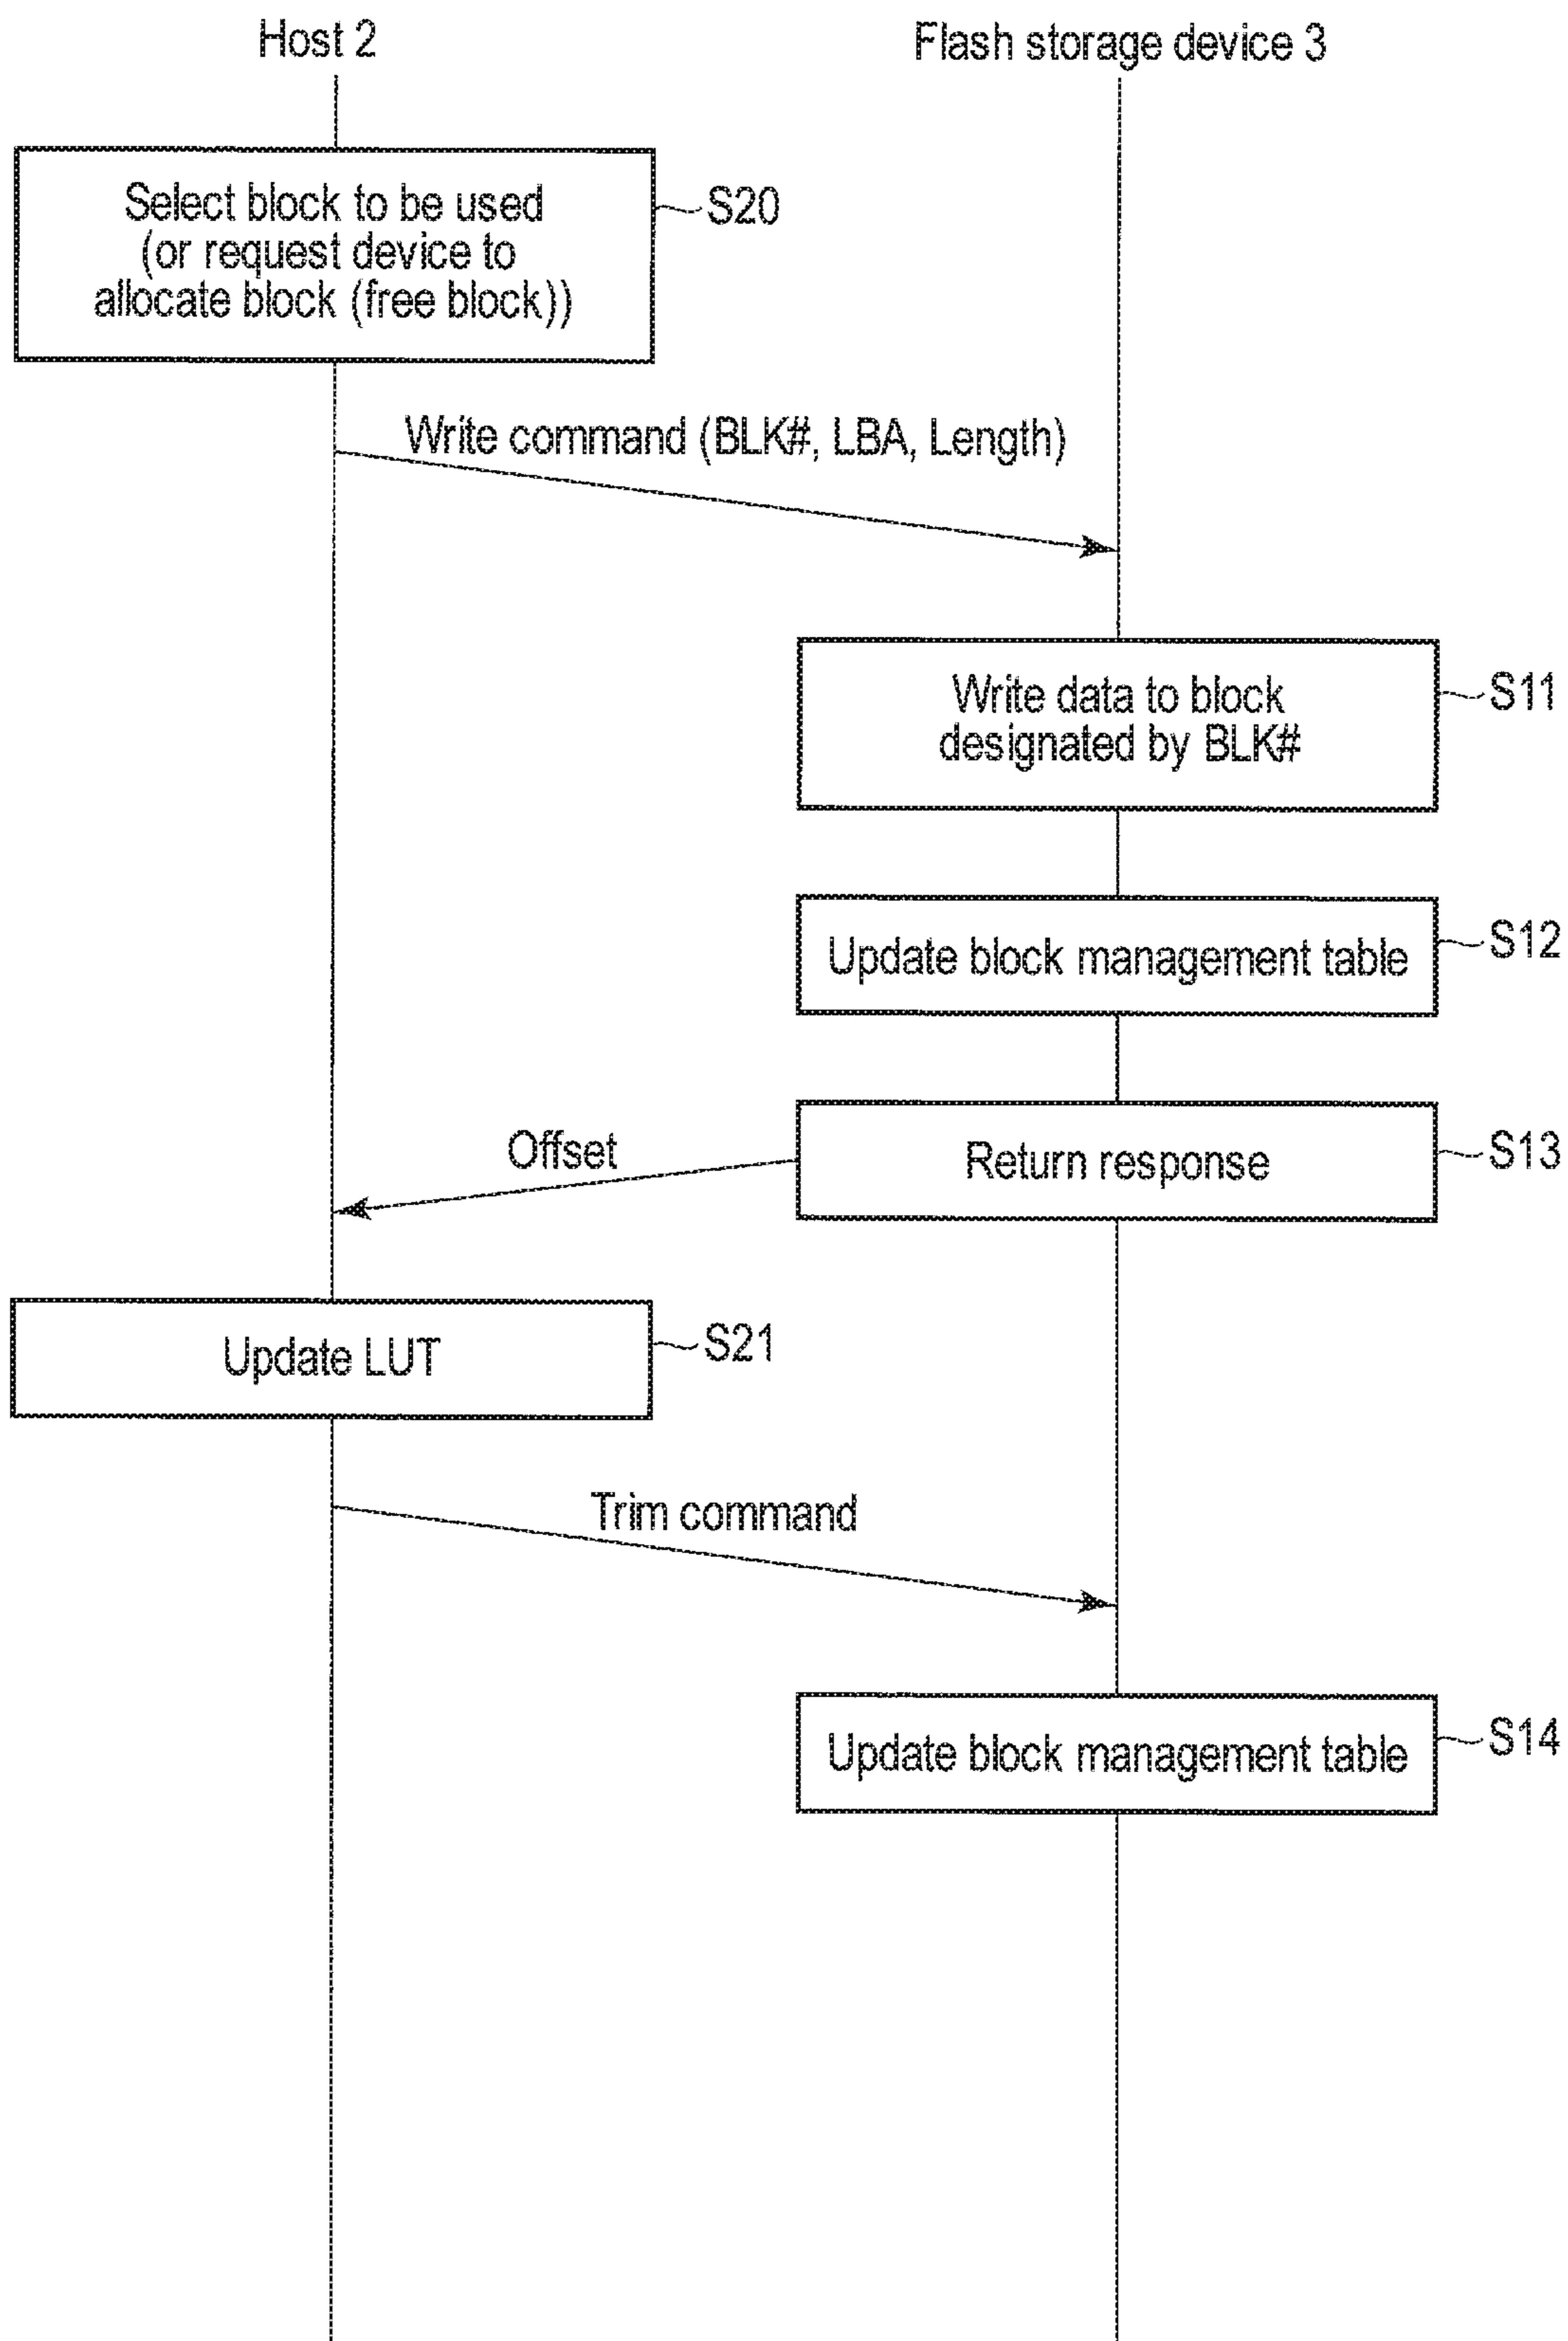 Host 2
Flash storage device 3
Select block to be used
(or request device to
allocate block (free block))
S20
Write command (BLK#, LBA, Length)
Write data to block
designated by BLK#
S11
Update block management table
S12
Offset
Return response
S13
Update LUT
S21
Trim command
Update block management table
S14